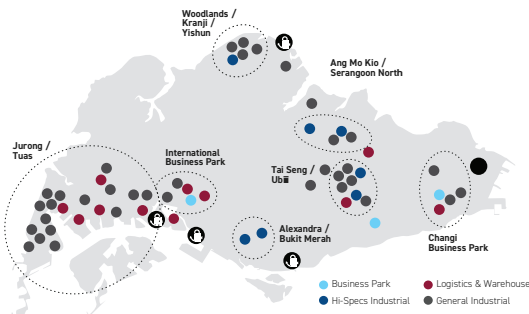 Woodlands /
Kranji /
Yishun
Ang Mo Kio /
Serangoon North
Jurong /
Tuas
International
Business Park
Tai Seng /
Ubi
Alexandra /
Bukit Merah
Changi
Business Park
Business Park
Logistics & Warehouse
Hi-Specs Industrial
General Industrial